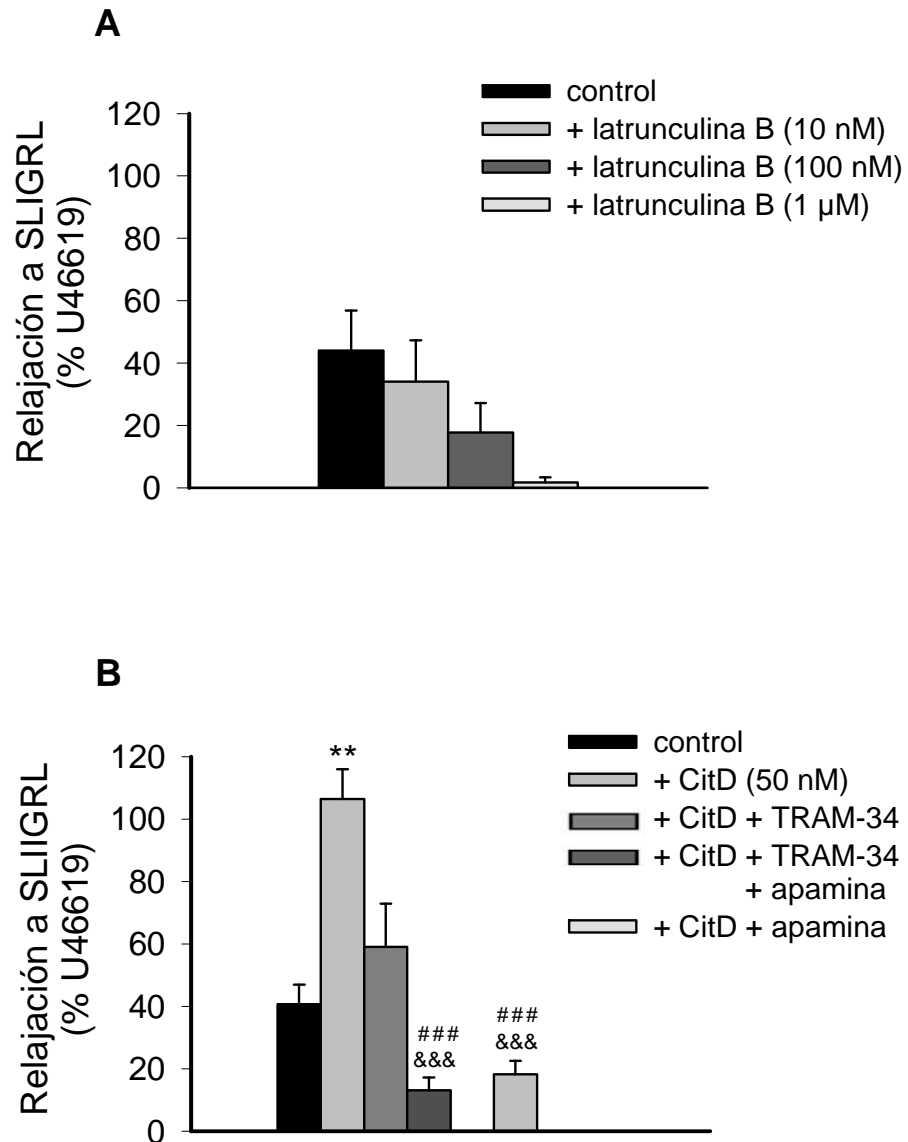 A
control
+ latrunculina B (10 nM)
+ latrunculina B (100 nM)
+ latrunculina B (1 µM)
Relajación a SLIGRL
(% U46619)
120
100
80
60
40
20
0
B
control
+ CitD (50 nM)
+ CitD + TRAM-34
+ CitD + TRAM-34
+ apamina
+ CitD + apamina
Relajación a SLIIGRL
(% U46619)
120
100
80
60
40
20
0
**
###
&&&
###
&&&